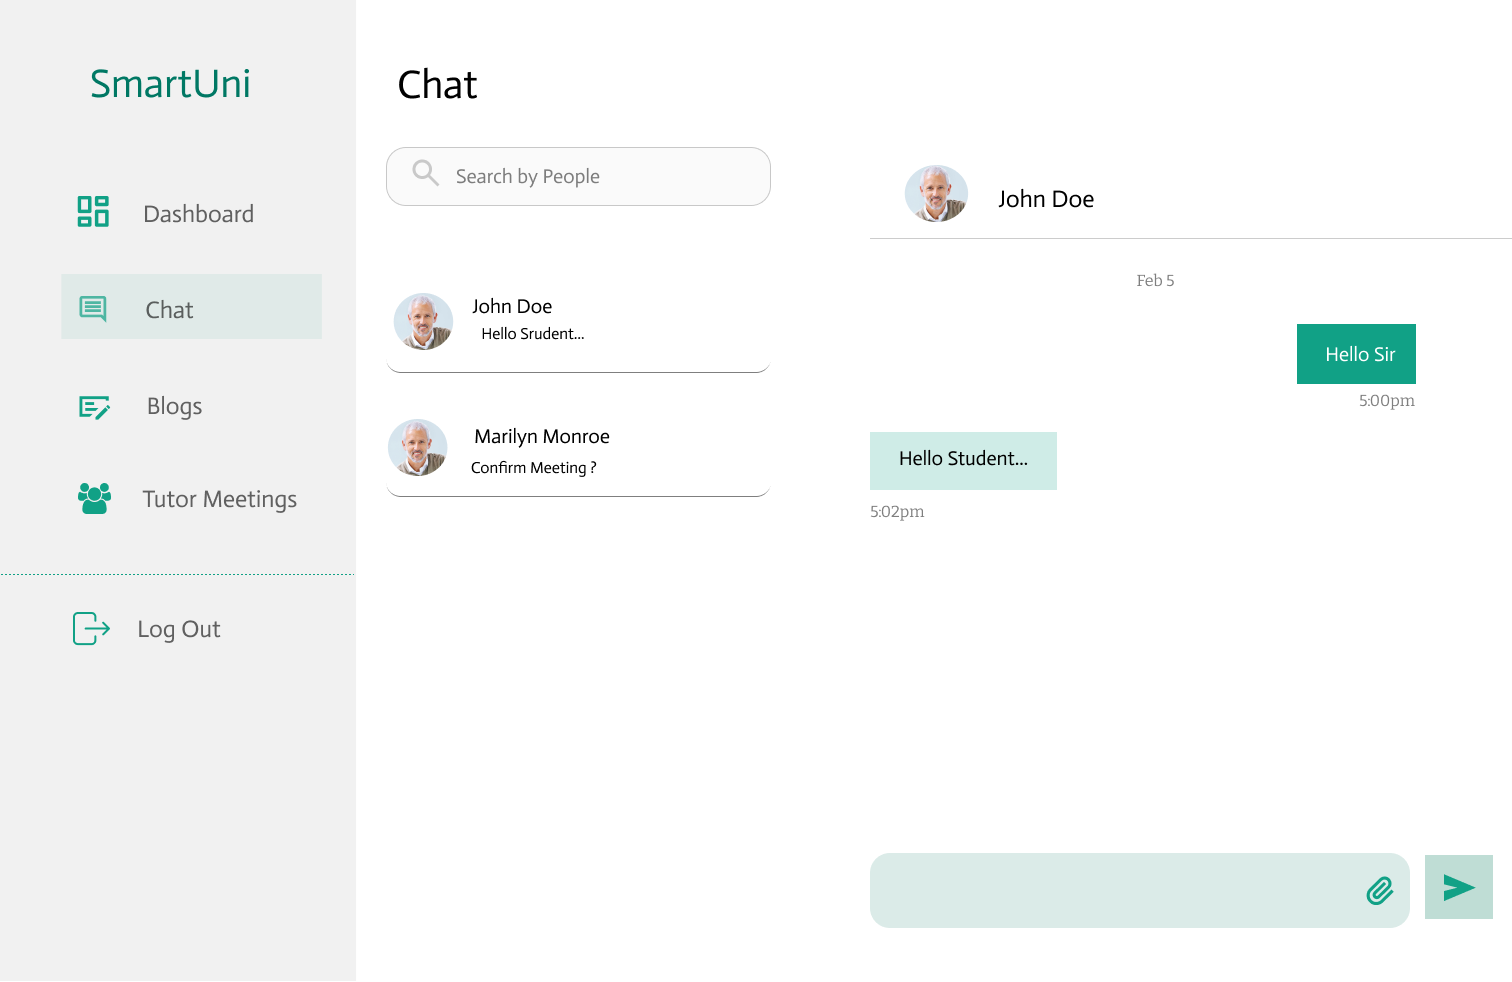 SmartUni
Dashboard
Chat
Blogs
Tutor Meetings
Log Out
Chat
Search by People
John Doe
Hello Srudent...
Marilyn Monroe
Confirm Meeting ?
John Doe
Feb 5
Hello Sir
5:00pm
Hello Student...
5:02pm